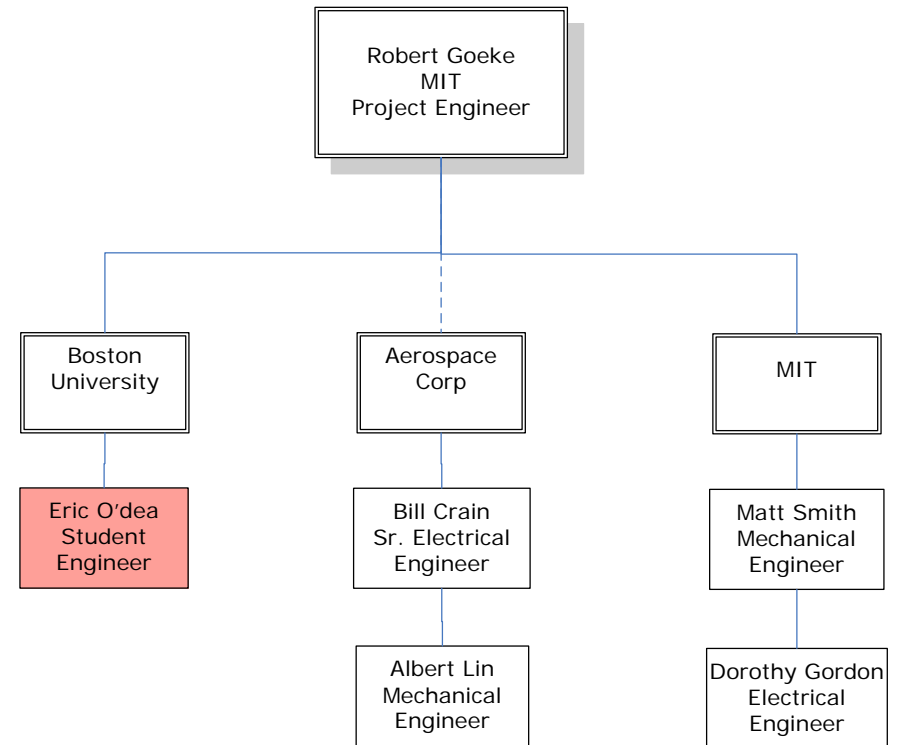 Robert Goeke
MIT
Project Engineer
Boston
University
Aerospace
Corp
MIT
Eric O'dea
Student
Engineer
Bill Crain
Sr. Electrical
Engineer
Matt Smith
Mechanical
Engineer
Albert Lin
Mechanical
Engineer
Dorothy Gordon
Electrical
Engineer